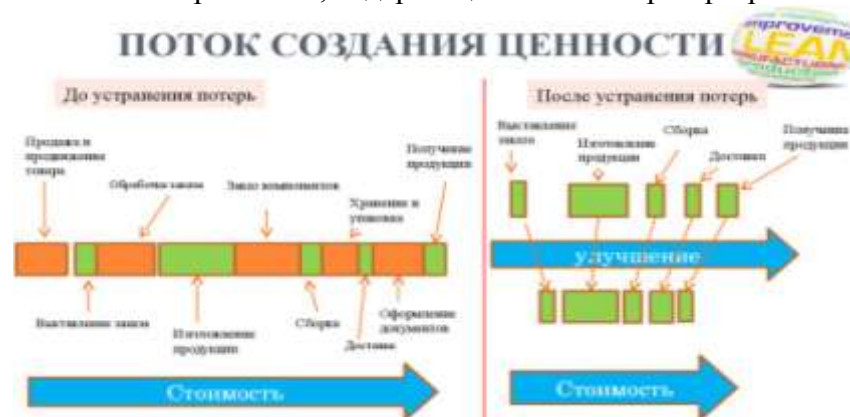 ПОТОК СОЗДАНИЯ ЦЕННОСТИ
improveme
LEAN
До устранения потерь
После устранения потерь
Продажа и
продвижение
товара
Обработка заказа
Заказ компонентов
Хранение и
упаковка
Получение
продукции
Выставление заказа
Изготовление
продукции
Сборка
Доставка
Оформление
документов
Стоимость
Выставление
заказа
Изготовление
продукции
Сборка
Доставка
Получение
продукции
улучшение
Стоимость